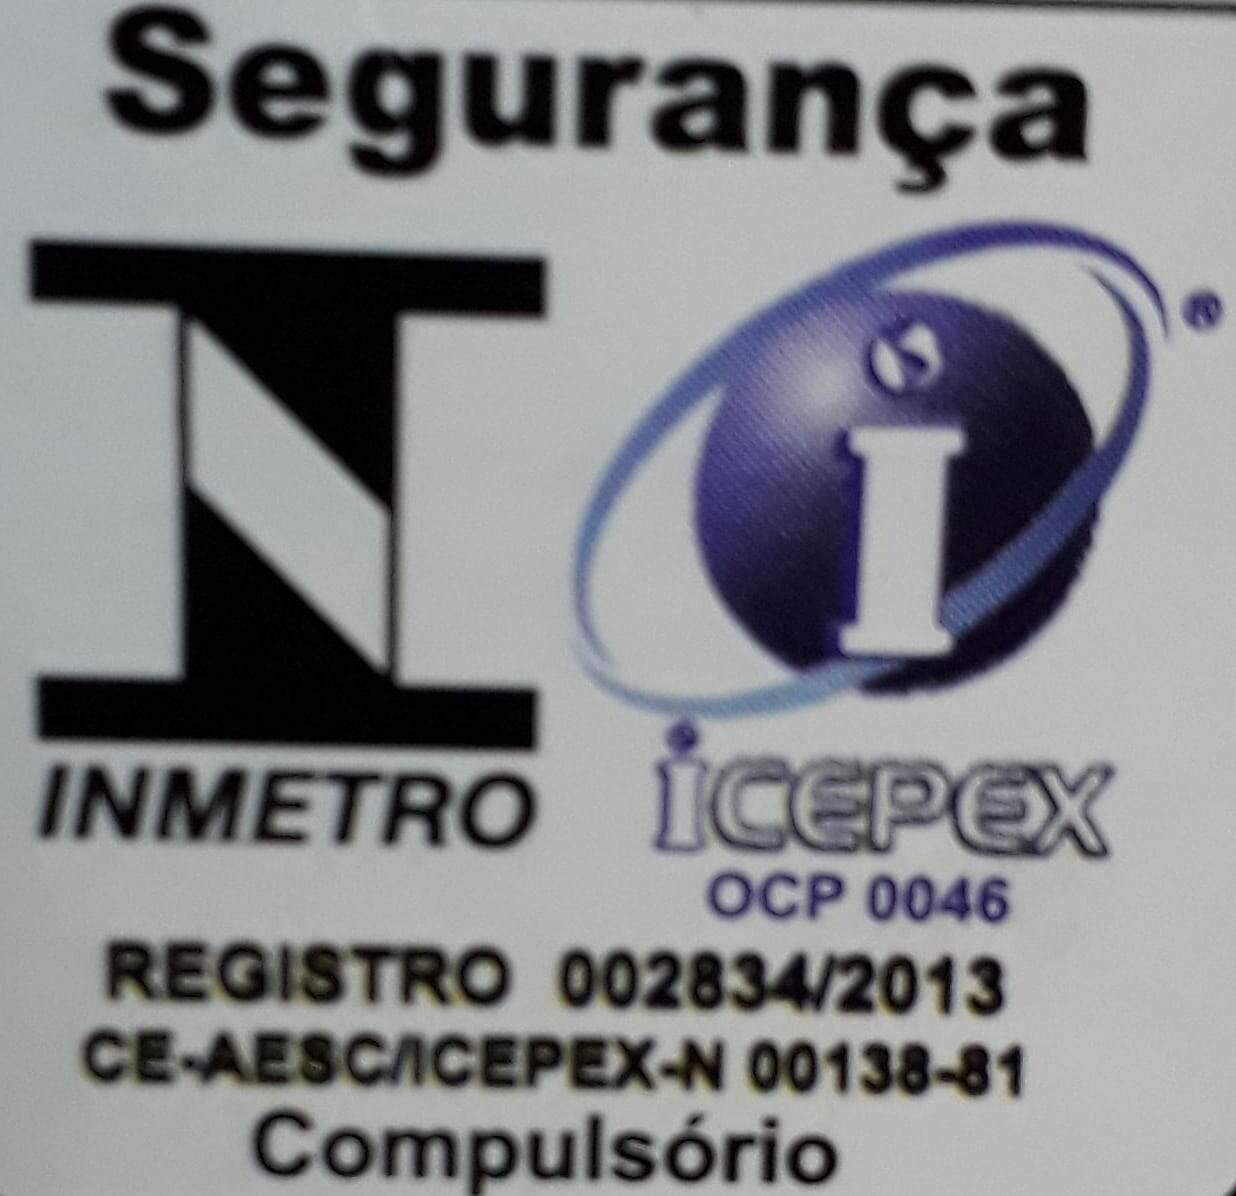 Segurança
INMETRO
®
iCEPEX
OCP 0046
REGISTRO 002834/2013
CE-AESC/ICEPEX-N 00138-81
Compulsório